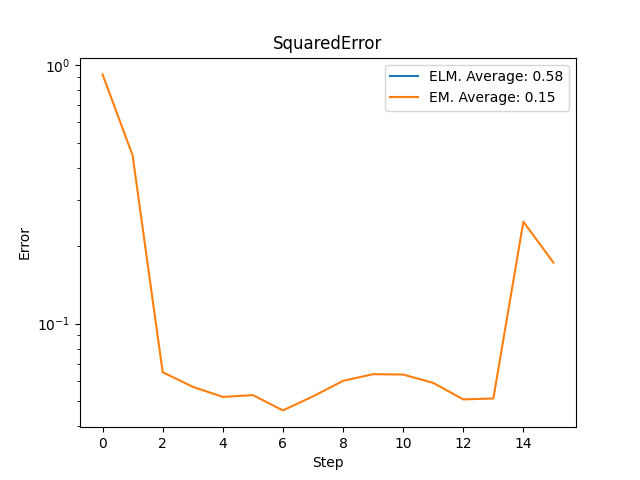 SquaredError
ELM. Average: 0.58
EM. Average: 0.15
Error
10⁰
10⁻¹
0 2 4 6 8 10 12 14
Step